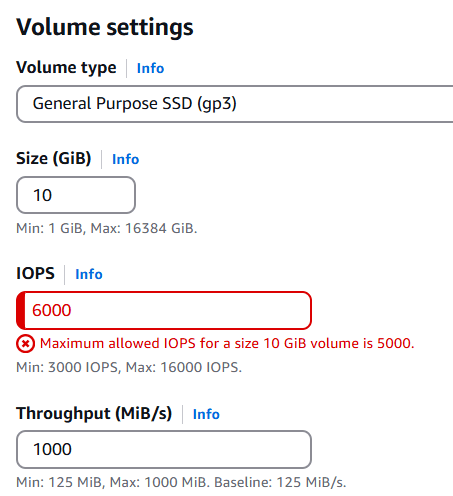 Volume settings
Volume type Info
General Purpose SSD (gp3)
Size (GiB) Info
10
Min: 1 GiB, Max: 16384 GiB.
IOPS Info
6000
Maximum allowed IOPS for a size 10 GiB volume is 5000.
Min: 3000 IOPS, Max: 16000 IOPS.
Throughput (MiB/s) Info
1000
Min: 125 MiB, Max: 1000 MiB. Baseline: 125 MiB/s.